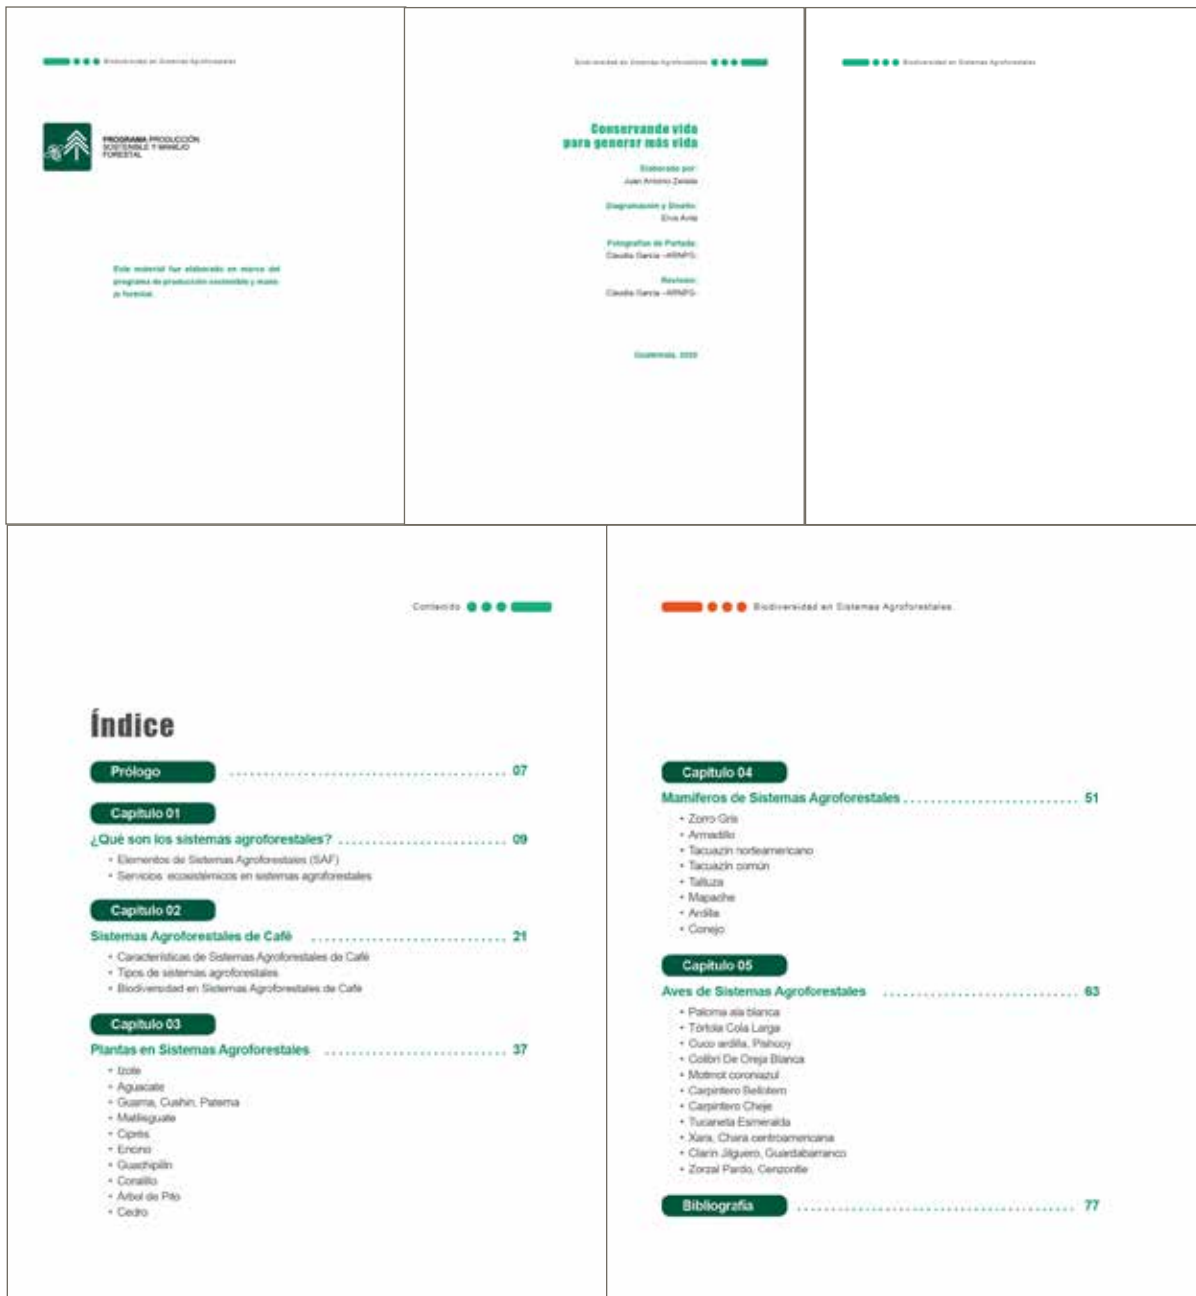 Biodiversidad en Sistemas Agroforestales
PROGRAMA PRODUCCIÓN
SOSTENIBLE Y MANEJO
FORESTAL
Este material fue elaborado en marco del
programa de producción sostenible y mane-
jo forestal.
Biodiversidad en Sistemas Agroforestales
Conservando vida
para generar más vida
Elaborado por:
Juan Antonio
Diagramación y Diseño:
Elvis Avila
Fotografías de Portada:
Claudia García
Revisión:
Claudia García
Guatemala, 2020
Biodiversidad en Sistemas Agroforestales
Contenido
Índice
Prólogo 07
Capítulo 01
¿Qué son los sistemas agroforestales? 09
• Elementos de Sistemas Agroforestales (SAF)
• Servicios ecosistémicos en sistemas agroforestales
Capítulo 02
Sistemas Agroforestales de Café 21
• Características de Sistemas Agroforestales de Café
• Tipos de sistemas agroforestales
• Biodiversidad en Sistemas Agroforestales de Café
Capítulo 03
Plantas en Sistemas Agroforestales 37
• Izote
• Aguacate
• Guama, Cushin, Paterna
• Matilisguate
• Ciprés
• Encino
• Guachipilín
• Coralillo
• Árbol de Pito
• Cedro
Biodiversidad en Sistemas Agroforestales.
Capítulo 04
Mamíferos de Sistemas Agroforestales 51
• Zorro Gris
• Armadillo
• Tacuazín norteamericano
• Tacuazín común
• Taltuza
• Mapache
• Ardilla
• Conejo
Capítulo 05
Aves de Sistemas Agroforestales 63
• Paloma ala blanca
• Tórtola Cola Larga
• Cuco ardilla, Pishcoy
• Colibrí De Oreja Blanca
• Motmot coroniazul
• Carpintero Bellotero
• Carpintero Cheje
• Tucaneta Esmeralda
• Xara, Chara centroamericana
• Clarín Jilguero, Guardabarranco
• Zorzal Pardo, Cenzontle
Bibliografía 77